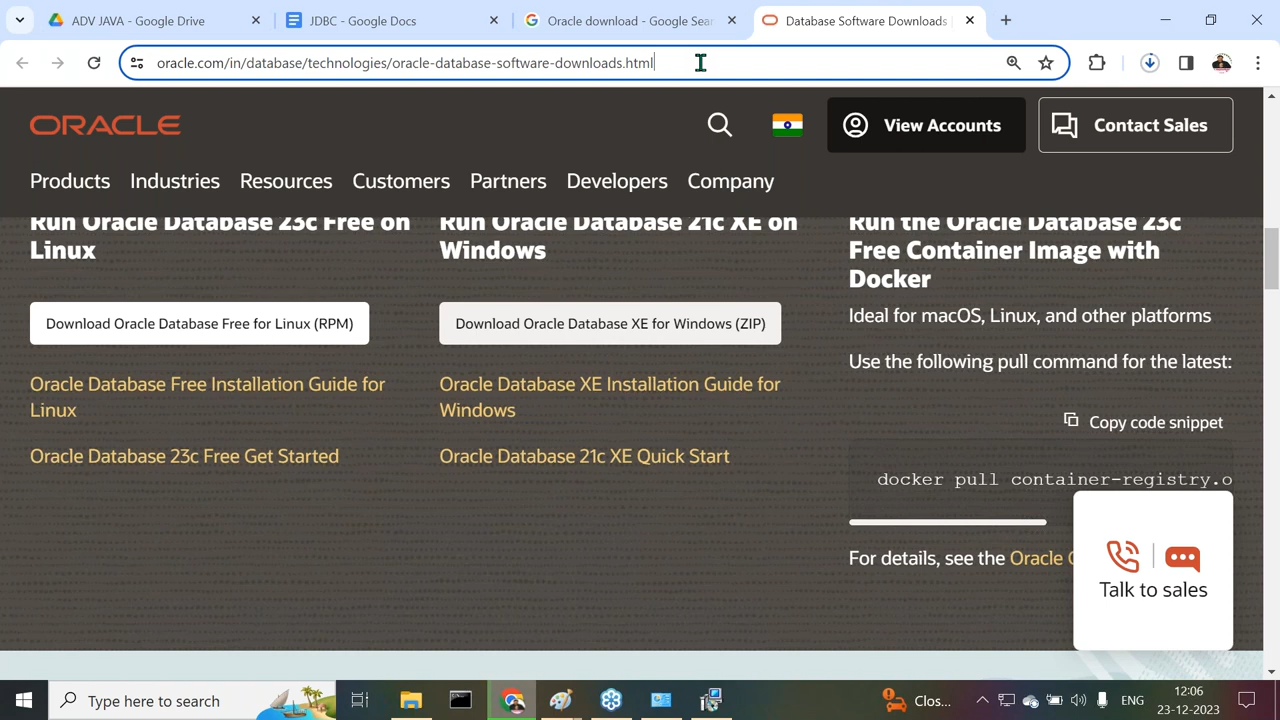 ADV JAVA - Google Drive
JDBC - Google Docs
Oracle download - Google Sear
Database Software Downloads |
oracle.com/in/database/technologies/oracle-database-software-downloads.html
ORACLE
View Accounts
Contact Sales
Products Industries Resources Customers Partners Developers Company
Run Oracle Database 23c Free on
Linux
Download Oracle Database Free for Linux (RPM)
Oracle Database Free Installation Guide for
Linux
Oracle Database 23c Free Get Started
Run Oracle Database 21c XE on
Windows
Download Oracle Database XE for Windows (ZIP)
Oracle Database XE Installation Guide for
Windows
Oracle Database 21c XE Quick Start
Run the Oracle Database 23c
Free Container Image with
Docker
Ideal for macOS, Linux, and other platforms
Use the following pull command for the latest:
Copy code snippet
docker pull container-registry.o
For details, see the Oracle C
Talk to sales
Type here to search
Clos...
ENG
12:06
23-12-2023